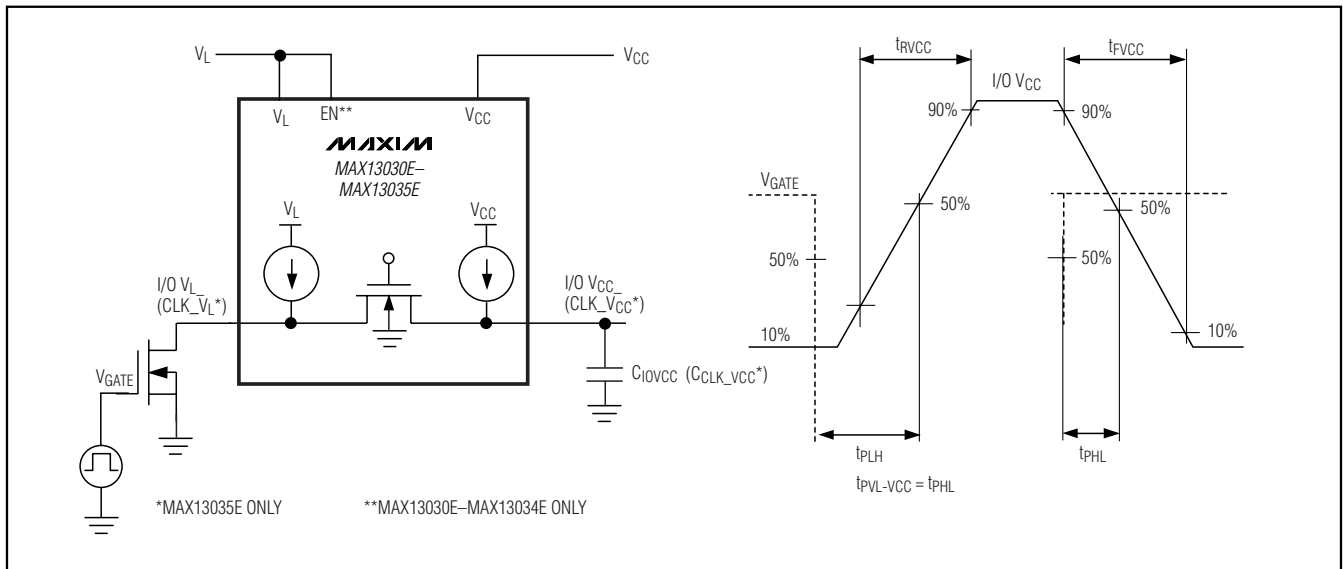 VL
VCC
VL
EN**
VCC
MAXIM
MAX13030E–
MAX13035E
VL
VCC
I/O VL_
(CLK_VL*)
I/O VCC_
(CLK_VCC*)
VGATE
CIOVCC (CCLK_VCC*)
*MAX13035E ONLY
**MAX13030E–MAX13034E ONLY
tRVCC
tFVCC
I/O VCC
90%
90%
VGATE
50%
50%
50%
50%
10%
10%
tPLH
tPHL
tPVL-VCC = tPHL